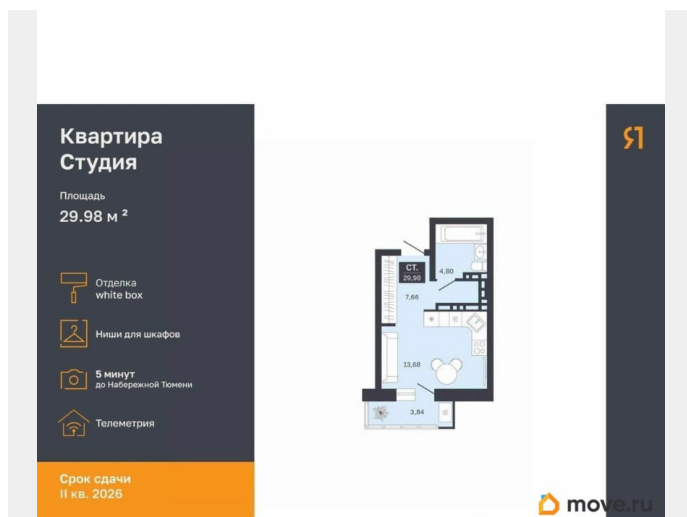 Квартира
Студия
Площадь
29.98 м ²
Отделка
white box
Ниши для шкафов
5 минут
до Набережной Тюмени
Телеметрия
Срок сдачи
II кв. 2026
СТ.
29,98
4,80
7,66
13,68
3,84
Я
move.ru